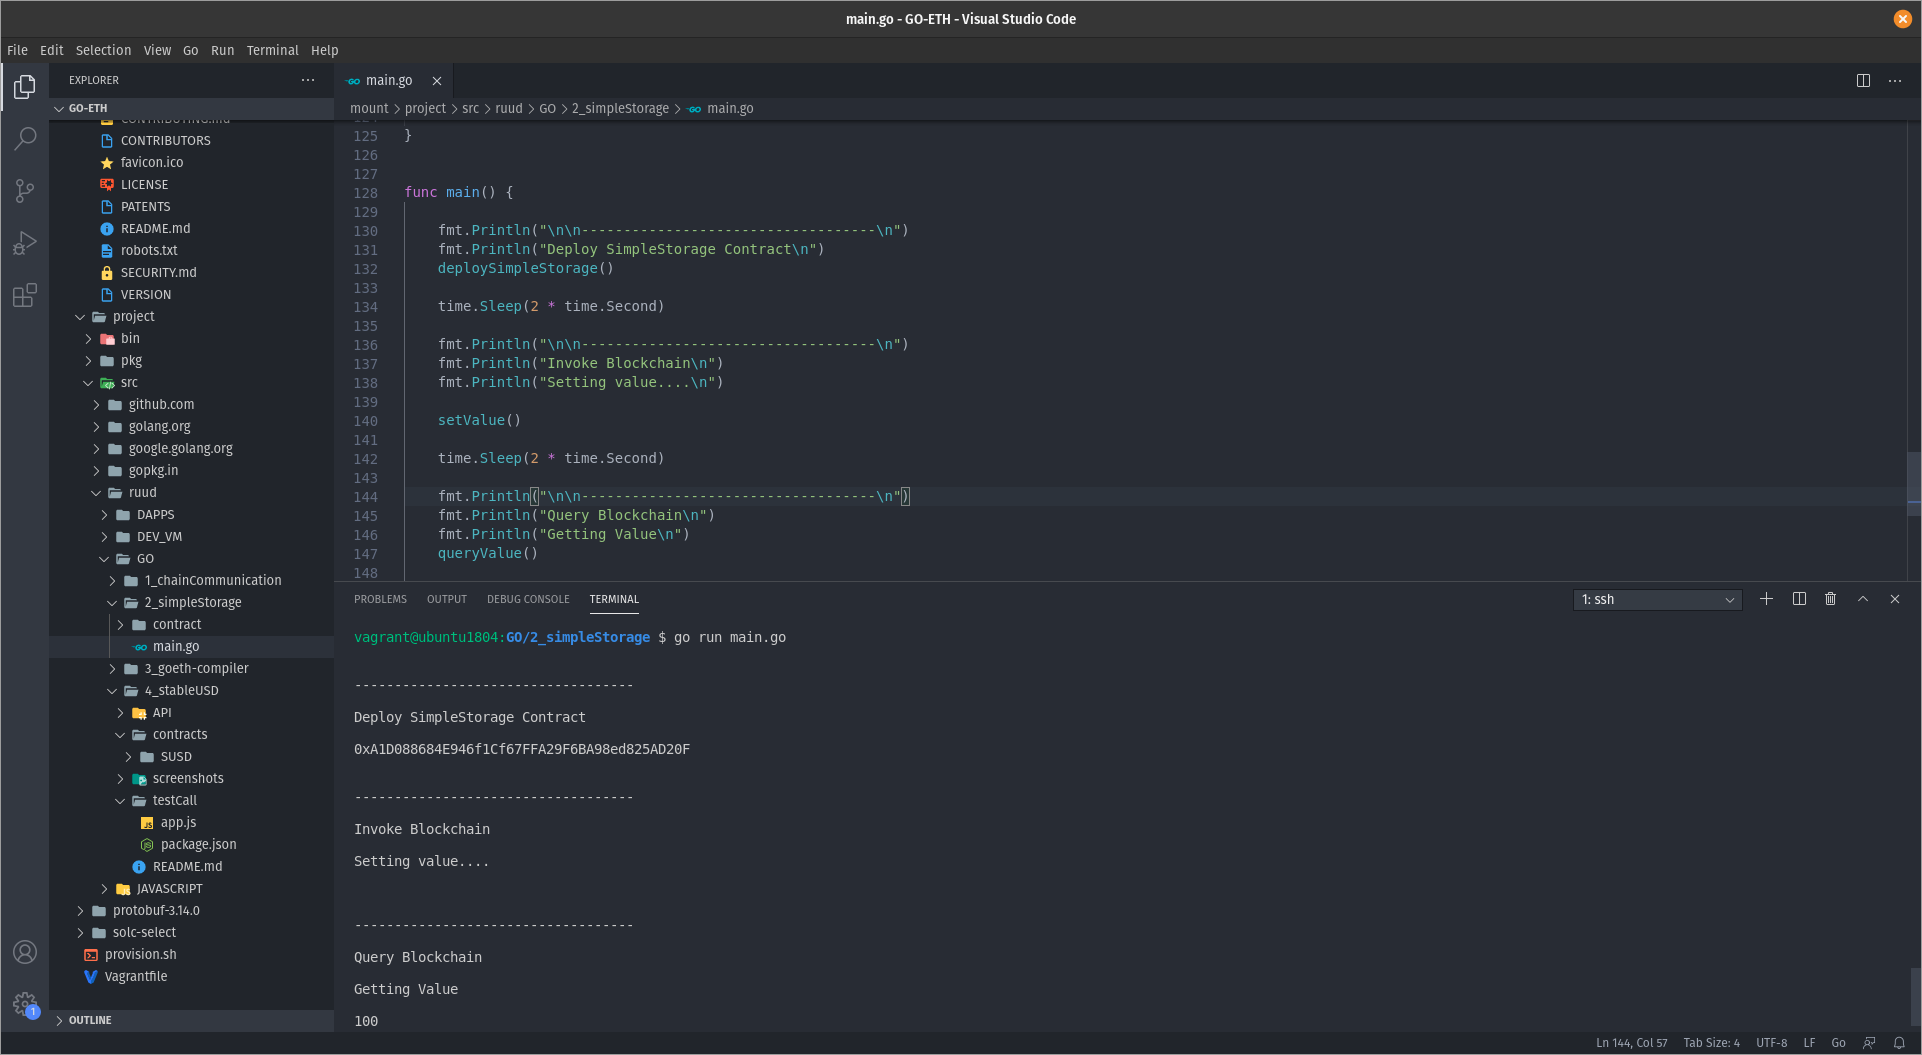 main.go - GO-ETH - Visual Studio Code
File Edit Selection View Go Run Terminal Help
EXPLORER
GO-ETH
CONTRIBUTING.md
CONTRIBUTORS
favicon.ico
LICENSE
PATENTS
README.md
robots.txt
SECURITY.md
VERSION
project
bin
pkg
src
github.com
golang.org
google.golang.org
gopkg.in
ruud
DAPPS
DEV_VM
GO
1_chainCommunication
2_simpleStorage
contract
main.go
3_goeth-compiler
4_stableUSD
API
contracts
SUSD
screenshots
testCall
app.js
package.json
README.md
JAVASCRIPT
protobuf-3.14.0
solc-select
provision.sh
Vagrantfile
OUTLINE
1
main.go
mount > project > src > ruud > GO > 2_simpleStorage > main.go
124
125 }
126
127
128 func main() {
129
130 fmt.Println("\n\n-----------------------------------\n")
131 fmt.Println("Deploy SimpleStorage Contract\n")
132 deploySimpleStorage()
133
134 time.Sleep(2 * time.Second)
135
136 fmt.Println("\n\n-----------------------------------\n")
137 fmt.Println("Invoke Blockchain\n")
138 fmt.Println("Setting value....\n")
139
140 setValue()
141
142 time.Sleep(2 * time.Second)
143
144 fmt.Println("\n\n-----------------------------------\n")
145 fmt.Println("Query Blockchain\n")
146 fmt.Println("Getting Value\n")
147 queryValue()
148
PROBLEMS OUTPUT DEBUG CONSOLE TERMINAL
1: ssh
vagrant@ubuntu1804:GO/2_simpleStorage $ go run main.go
-----------------------------------
Deploy SimpleStorage Contract
0xA1D088684E946f1Cf67FFA29F6BA98ed825AD20F
-----------------------------------
Invoke Blockchain
Setting value....
-----------------------------------
Query Blockchain
Getting Value
100
Ln 144, Col 57 Tab Size: 4 UTF-8 LF Go